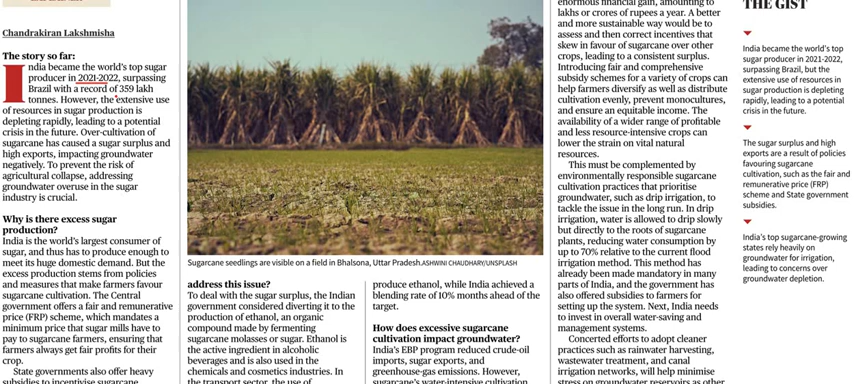 Chandrakiran Lakshmisha
The story so far:
India became the world's top sugar
producer in 2021-2022, surpassing
Brazil with a record of 359 lakh
tonnes. However, the extensive use
of resources in sugar production is
depleting rapidly, leading to a potential
crisis in the future. Over-cultivation of
sugarcane has caused a sugar surplus and
high exports, impacting groundwater
negatively. To prevent the risk of
agricultural collapse, addressing
groundwater overuse in the sugar
industry is crucial.
Why is there excess sugar
production?
India is the world's largest consumer of
sugar, and thus has to produce enough to
meet its huge domestic demand. But the
excess production stems from policies
and measures that make farmers favour
sugarcane cultivation. The Central
government offers a fair and remunerative
price (FRP) scheme, which mandates a
minimum price that sugar mills have to
pay to sugarcane farmers, ensuring that
farmers always get fair profits for their
crop.
State governments also offer heavy
subsidies to incentivise sugarcane
Sugarcane seedlings are visible on a field in Bhalsona, Uttar Pradesh. ASHWINI CHAUDHARY/UNSPLASH
address this issue?
To deal with the sugar surplus, the Indian
government considered diverting it to the
production of ethanol, an organic
compound made by fermenting
sugarcane molasses or sugar. Ethanol is
the active ingredient in alcoholic
beverages and is also used in the
chemicals and cosmetics industries. In
the transport sector, the use of
produce ethanol, while India achieved a
blending rate of 10% months ahead of the
target.
How does excessive sugarcane
cultivation impact groundwater?
India's EBP program reduced crude-oil
imports, sugar exports, and
greenhouse-gas emissions. However,
sugarcane's water-intensive cultivation
enormous financial gain, amounting to
lakhs or crores of rupees a year. A better
and more sustainable way would be to
assess and then correct incentives that
skew in favour of sugarcane over other
crops, leading to a consistent surplus.
Introducing fair and comprehensive
subsidy schemes for a variety of crops can
help farmers diversify as well as distribute
cultivation evenly, prevent monocultures,
and ensure an equitable income. The
availability of a wider range of profitable
and less resource-intensive crops can
lower the strain on vital natural
resources.
This must be complemented by
environmentally responsible sugarcane
cultivation practices that prioritise
groundwater, such as drip irrigation, to
tackle the issue in the long run. In drip
irrigation, water is allowed to drip slowly
but directly to the roots of sugarcane
plants, reducing water consumption by
up to 70% relative to the current flood
irrigation method. This method has
already been made mandatory in many
parts of India, and the government has
also offered subsidies to farmers for
setting up the system. Next, India needs
to invest in overall water-saving and
management systems.
Concerted efforts to adopt cleaner
practices such as rainwater harvesting,
wastewater treatment, and canal
irrigation networks, will help minimise
stress on groundwater reservoirs as other
THE GIST
India became the world's top
sugar producer in 2021-2022,
surpassing Brazil, but the
extensive use of resources in
sugar production is depleting
rapidly, leading to a potential
crisis in the future.
The sugar surplus and high
exports are a result of policies
favouring sugarcane
cultivation, such as the fair and
remunerative price (FRP)
scheme and State government
subsidies.
India's top sugarcane-growing
states rely heavily on
groundwater for irrigation,
leading to concerns over
groundwater depletion.